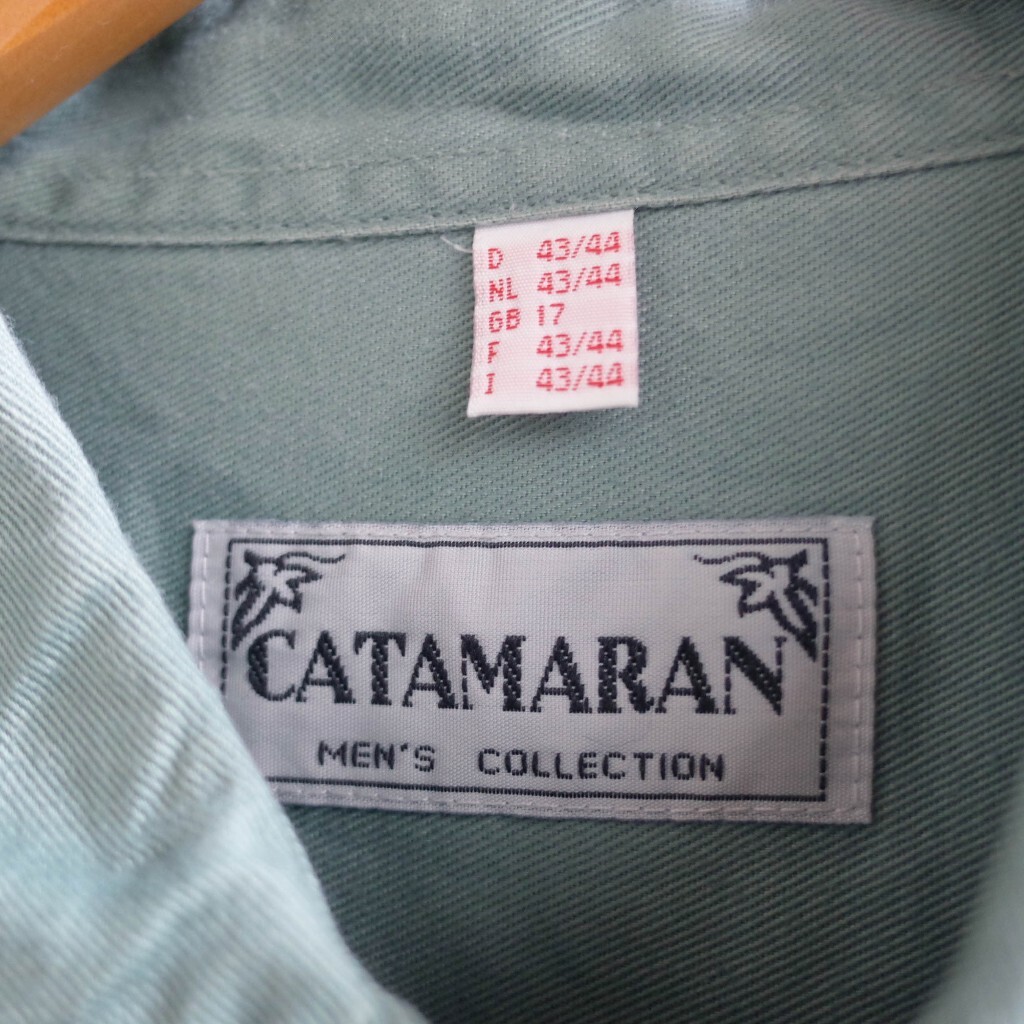 D 43/44
NL 43/44
GB 17
F 43/44
I 43/44
CATAMARAN
MEN'S COLLECTION